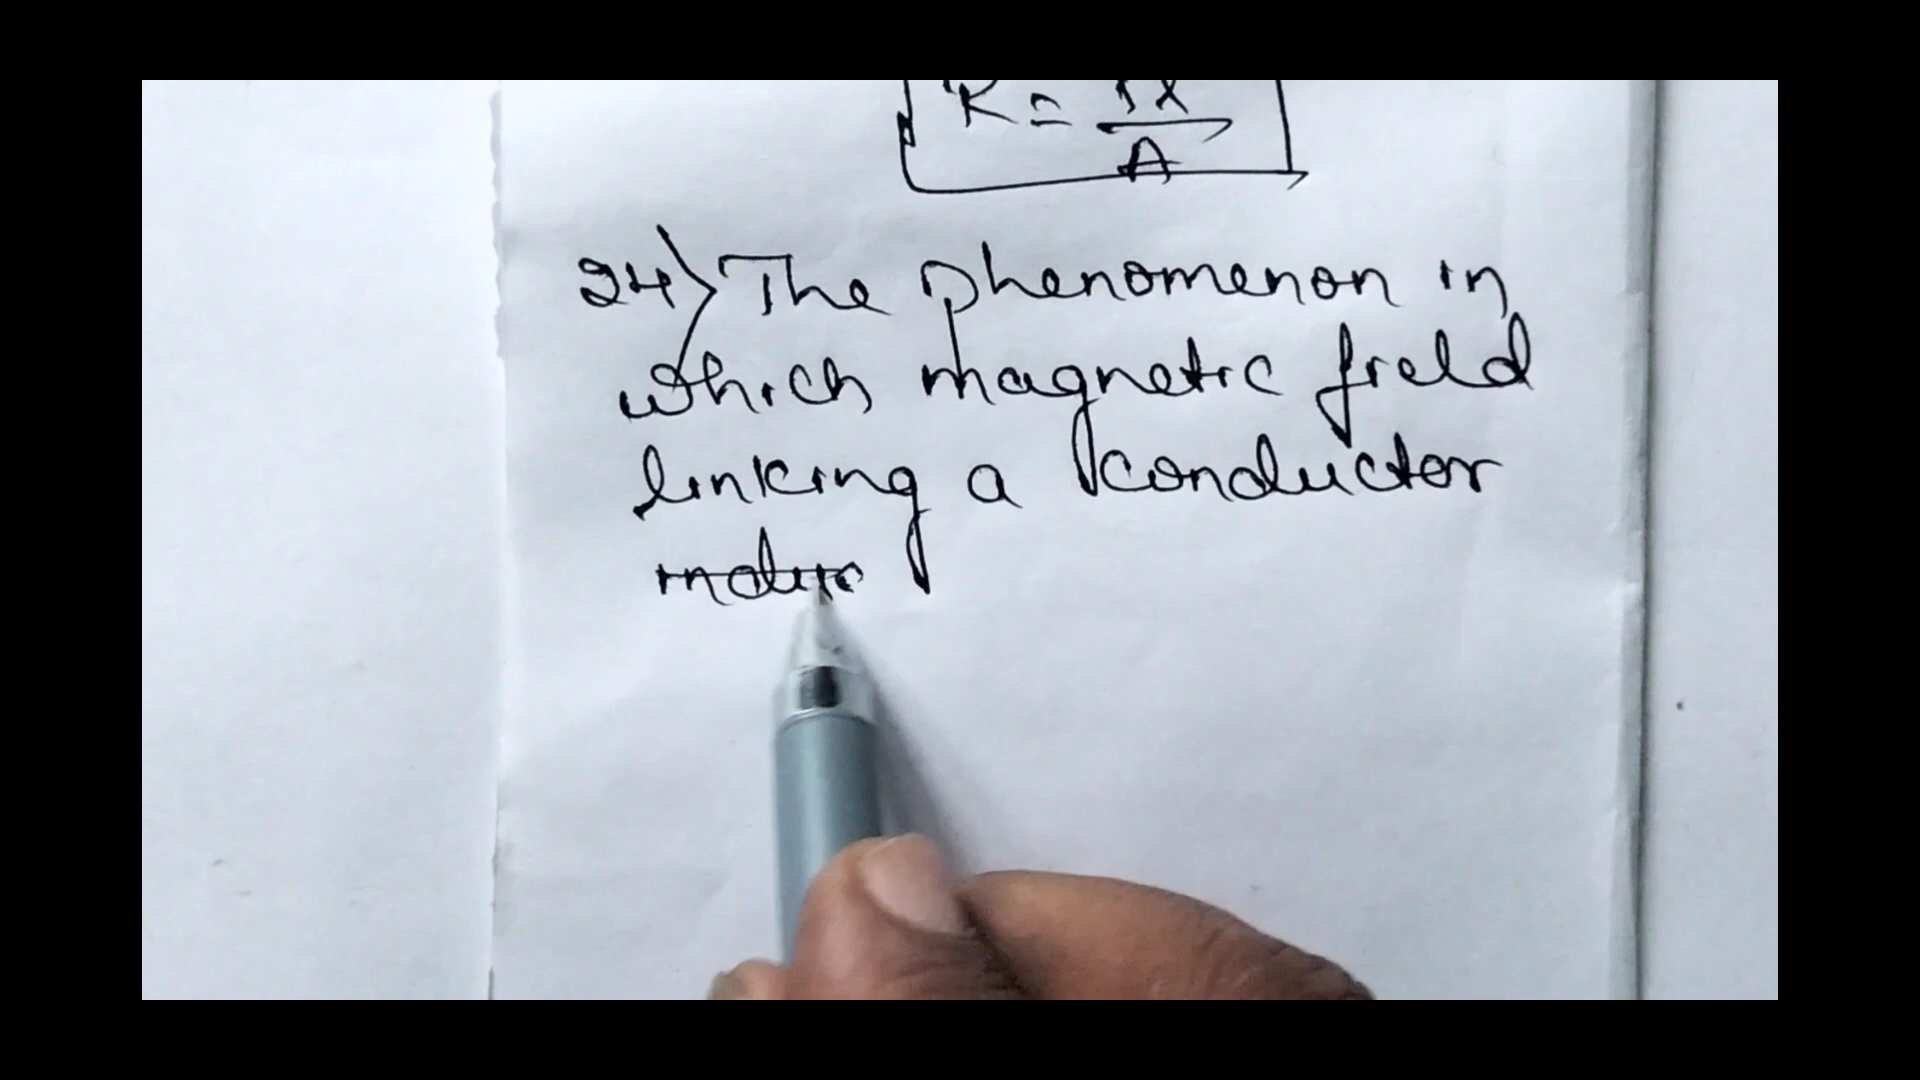 R = ρl
A
24) The phenomenon in
which magnetic field
linking a conductor